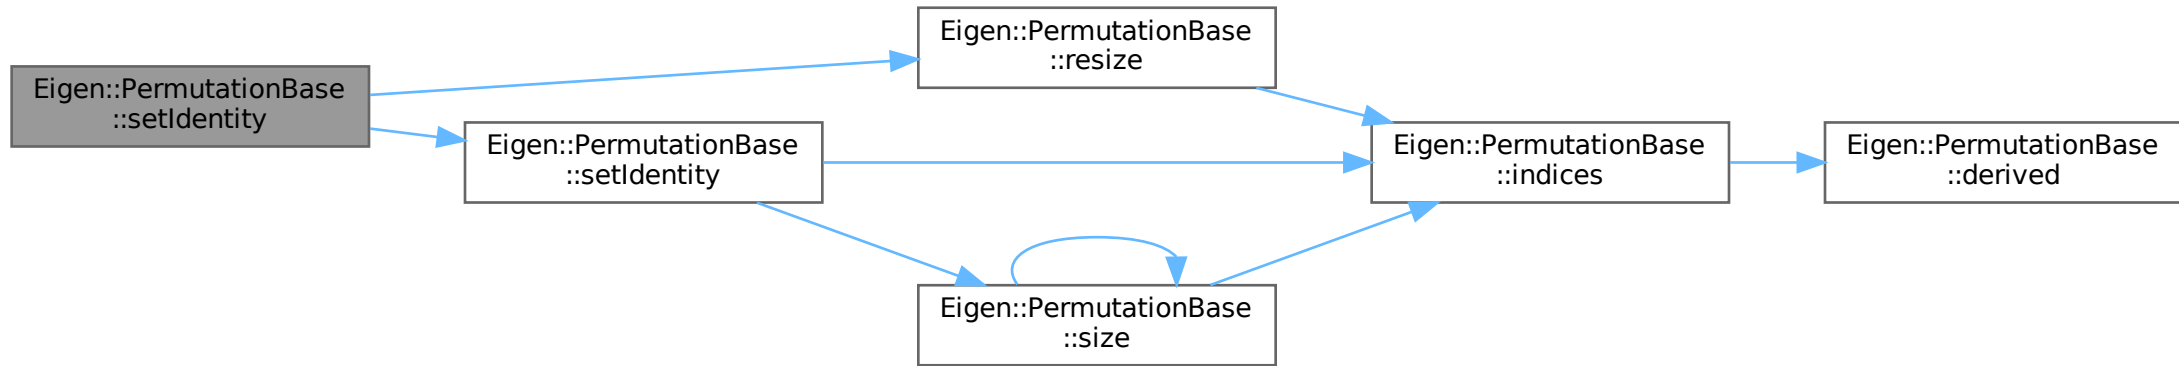 Eigen::PermutationBase
::setIdentity
Eigen::PermutationBase
::resize
Eigen::PermutationBase
::setIdentity
Eigen::PermutationBase
::indices
Eigen::PermutationBase
::derived
Eigen::PermutationBase
::size